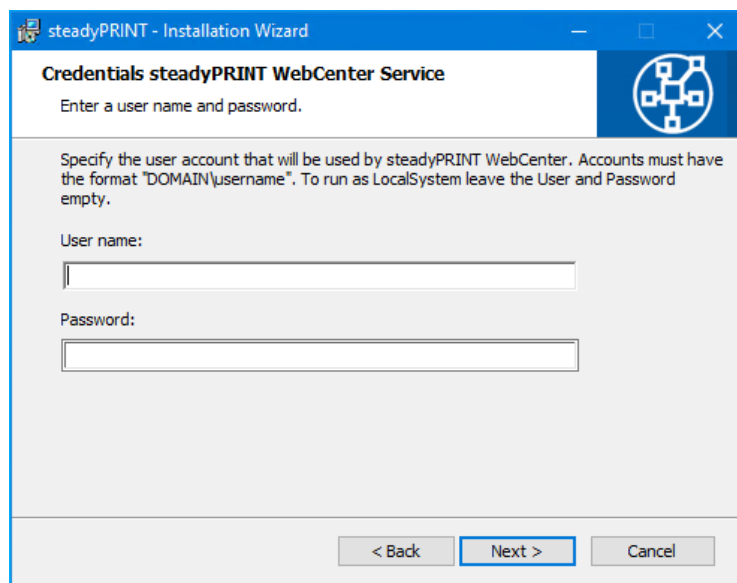 steadyPRINT - Installation Wizard
Credentials steadyPRINT WebCenter Service
Enter a user name and password.
Specify the user account that will be used by steadyPRINT WebCenter. Accounts must have
the format "DOMAIN\username". To run as LocalSystem leave the User and Password
empty.
User name:
Password:
< Back Next > Cancel